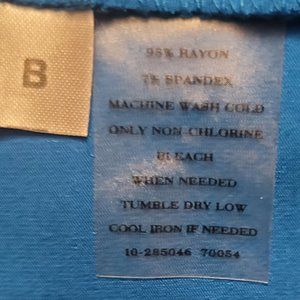 B
95% RAYON
7% SPANDEX
MACHINE WASH COLD
ONLY NON-CHLORINE
BLEACH
WHEN NEEDED
TUMBLE DRY LOW
COOL IRON IF NEEDED
10-285046 70054